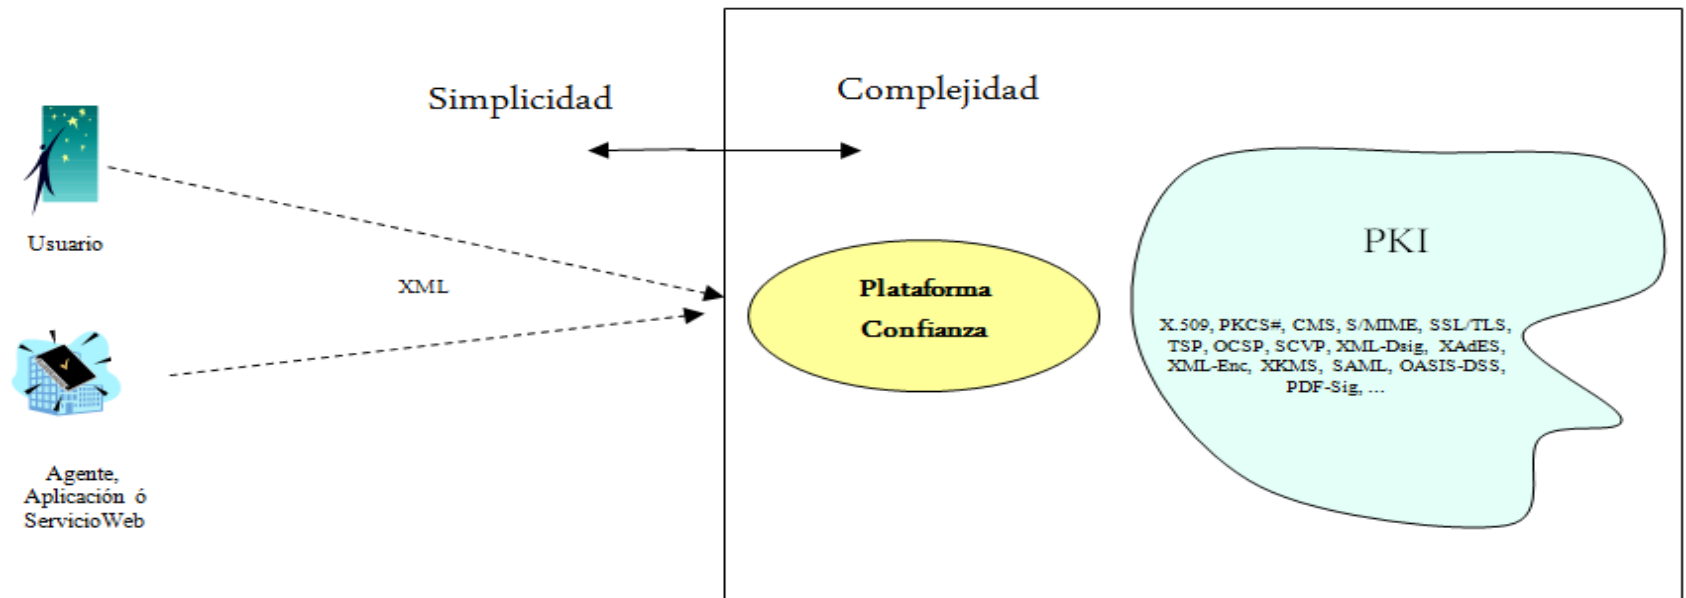 Simplicidad
Complejidad
Usuario
XML
Plataforma
Confianza
PKI
X.509, PKCS#, CMS, S/MIME, SSL/TLS,
TSP, OCSP, SCVP, XML-Dsig, XAdES,
XML-Enc, XKMS, SAML, OASIS-DSS,
PDF-Sig, ...
Agente,
Aplicación ó
ServicioWeb